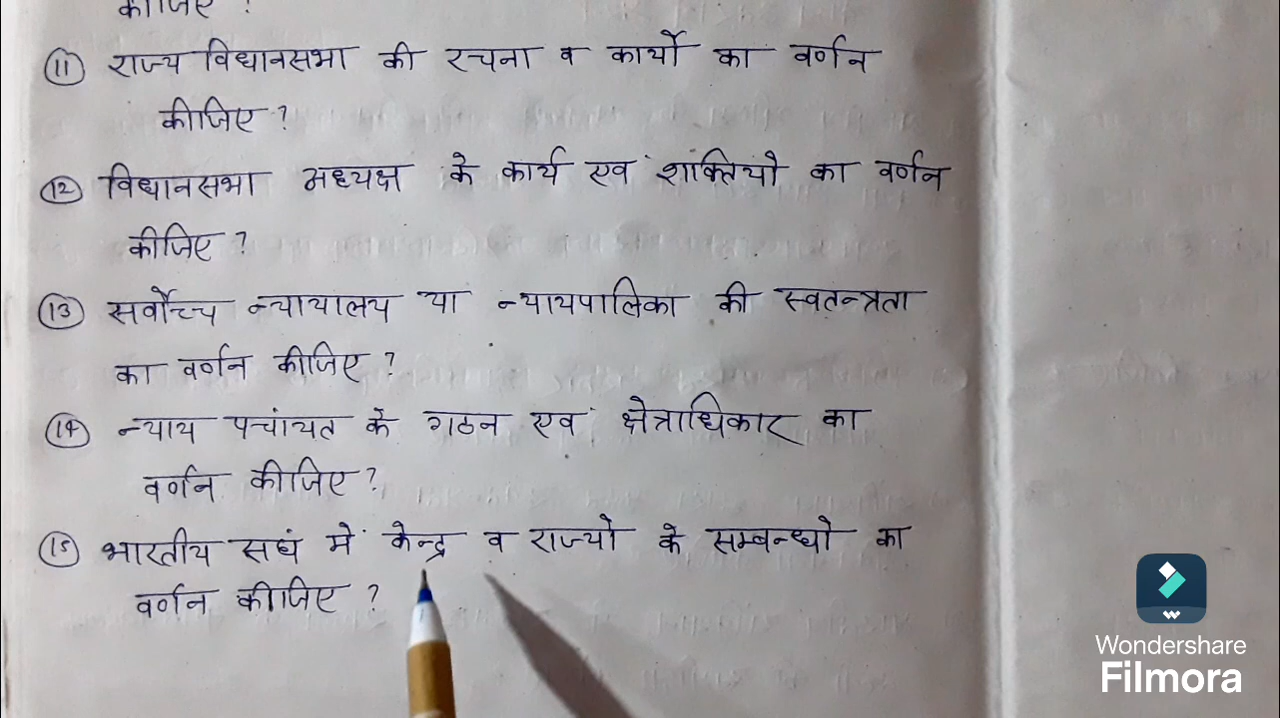 कीजिए ?
⑪ राज्य विधानसभा की रचना व कार्यो का वर्णन
कीजिए ?
⑫ विधानसभा अध्यक्ष के कार्य एवं शक्तियो का वर्णन
कीजिए ?
⑬ सर्वोच्च न्यायालय या न्यायपालिका की स्वतन्त्रता
का वर्णन कीजिए ?
⑭ न्याय पचांयत के गठन एवं क्षेत्राधिकार का
वर्णन कीजिए ?
⑮ भारतीय सघं में केन्द्र व राज्यो के सम्बन्धो का
वर्णन कीजिए ?
Wondershare
Filmora